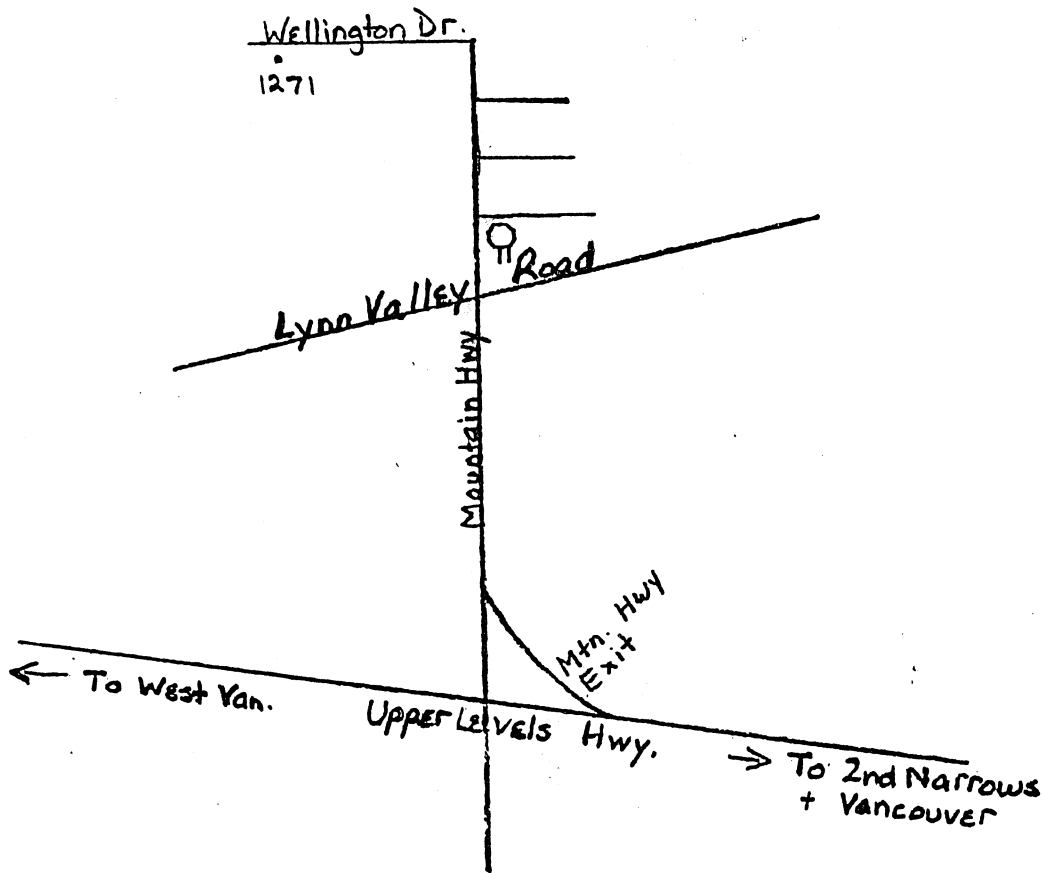 Wellington Dr.
1271
Road
Lynn Valley
Mountain Hwy
Mtn. Hwy
Exit
To West Van.
Upper Levels Hwy.
To 2nd Narrows
+ Vancouver